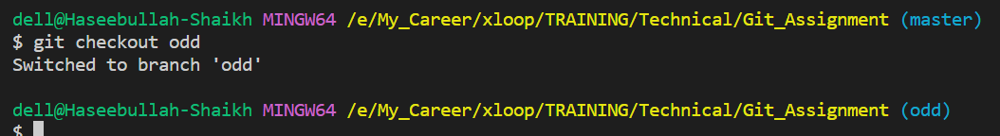 dell@Haseebullah-Shaikh MINGW64 /e/My_Career/xloop/TRAINING/Technical/Git_Assignment (master)
$ git checkout odd
Switched to branch 'odd'
dell@Haseebullah-Shaikh MINGW64 /e/My_Career/xloop/TRAINING/Technical/Git_Assignment (odd)
$